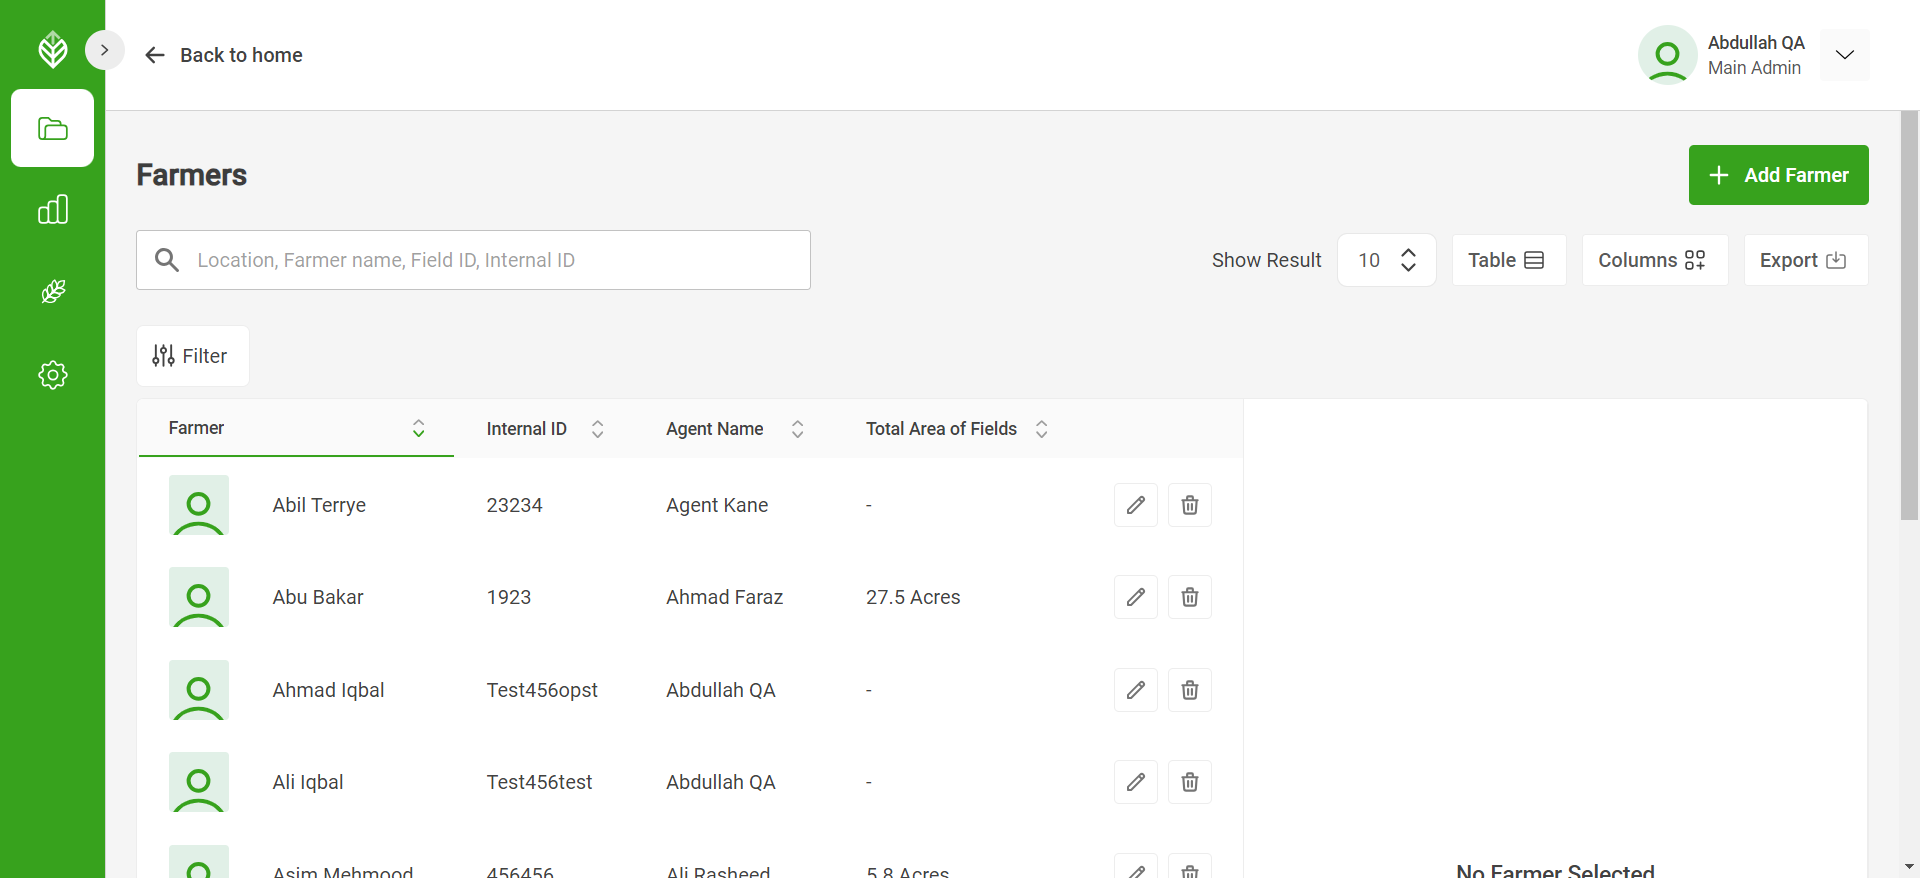 Back to home
Abdullah QA
Main Admin
Farmers
Add Farmer
Location, Farmer name, Field ID, Internal ID
Show Result 10 Table Columns Export
Filter
Farmer Internal ID Agent Name Total Area of Fields
Abil Terrye 23234 Agent Kane -
Abu Bakar 1923 Ahmad Faraz 27.5 Acres
Ahmad Iqbal Test456opst Abdullah QA -
Ali Iqbal Test456test Abdullah QA -
Asim Mehmood 456456 Ali Rasheed 5.8 Acres
No Farmer Selected